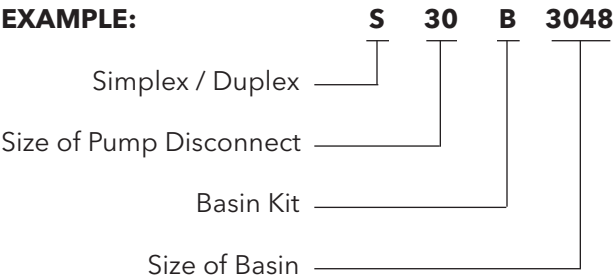 EXAMPLE: S 30 B 3048
Simplex / Duplex
Size of Pump Disconnect
Basin Kit
Size of Basin